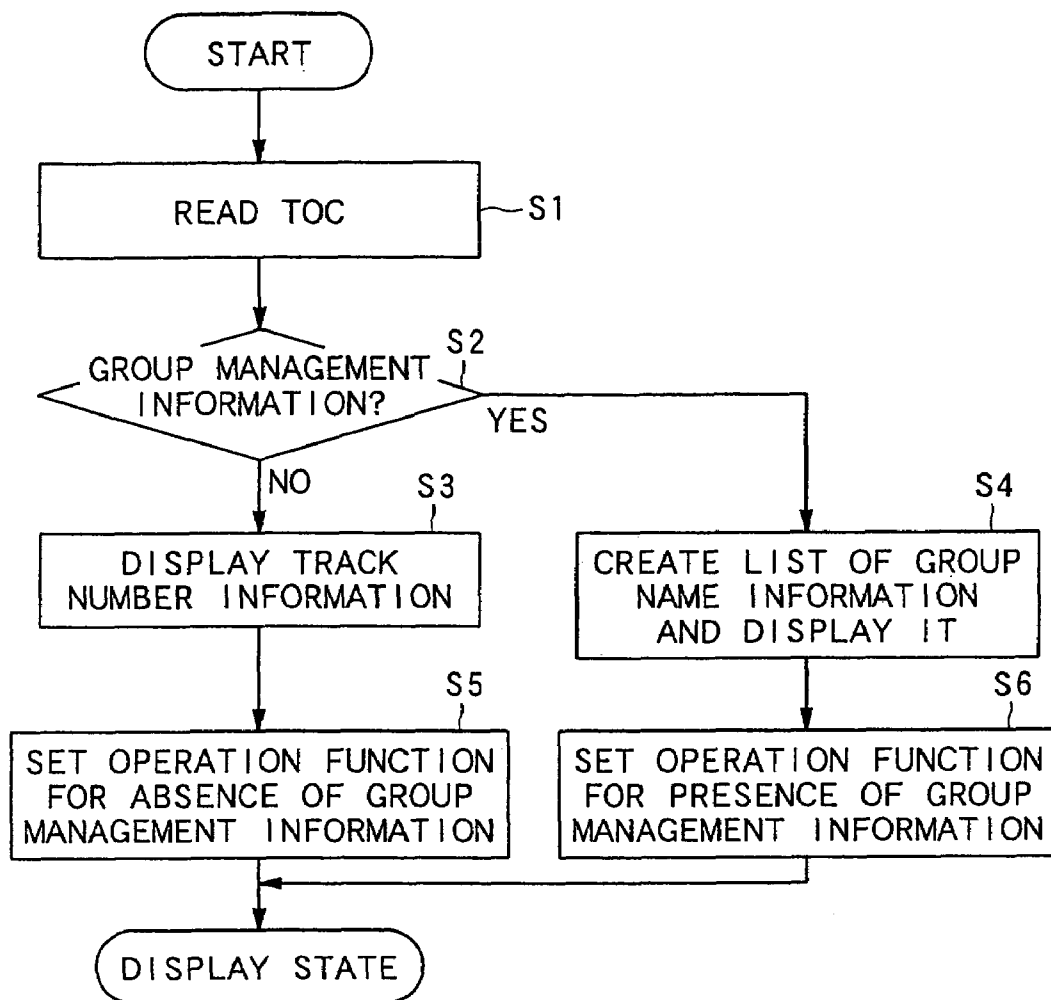 START
READ TOC
S1
S2
GROUP MANAGEMENT
INFORMATION?
YES
NO
S3
DISPLAY TRACK
NUMBER INFORMATION
S4
CREATE LIST OF GROUP
NAME INFORMATION
AND DISPLAY IT
S5
SET OPERATION FUNCTION
FOR ABSENCE OF GROUP
MANAGEMENT INFORMATION
S6
SET OPERATION FUNCTION
FOR PRESENCE OF GROUP
MANAGEMENT INFORMATION
DISPLAY STATE